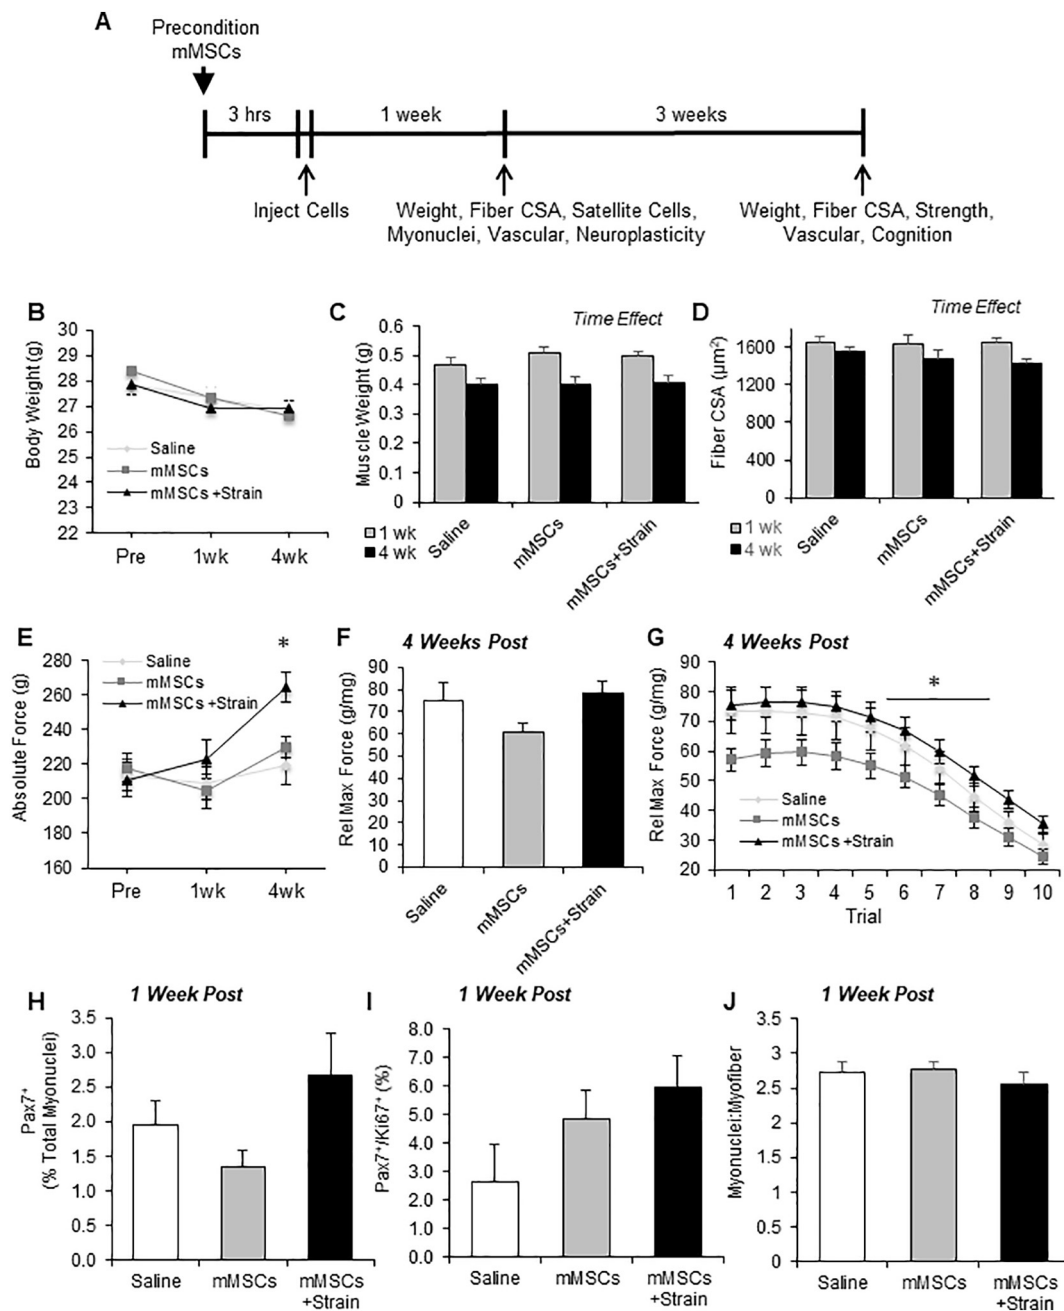 A
Precondition
mMSCs
3 hrs
1 week
3 weeks
Inject Cells
Weight, Fiber CSA, Satellite Cells,
Myonuclei, Vascular, Neuroplasticity
Weight, Fiber CSA, Strength,
Vascular, Cognition
B
Body Weight (g)
30
29
28
27
26
25
24
23
22
Saline
mMSCs
mMSCs +Strain
Pre
1wk
4wk
C
Time Effect
Muscle Weight (g)
0.6
0.5
0.4
0.3
0.2
0.1
0
1 wk
4 wk
Saline
mMSCs
mMSCs+Strain
D
Time Effect
Fiber CSA (µm²)
1600
1200
800
400
0
1 wk
4 wk
Saline
mMSCs
mMSCs+Strain
E
Absolute Force (g)
280
260
240
220
200
180
160
Saline
mMSCs
mMSCs +Strain
*
Pre
1wk
4wk
F
4 Weeks Post
Rel Max Force (g/mg)
90
80
70
60
50
40
30
20
10
0
Saline
mMSCs
mMSCs+Strain
G
4 Weeks Post
Rel Max Force (g/mg)
90
80
70
60
50
40
30
20
*
Saline
mMSCs
mMSCs +Strain
1 2 3 4 5 6 7 8 9 10
Trial
H
1 Week Post
Pax7⁺
(% Total Myonuclei)
3.5
3.0
2.5
2.0
1.5
1.0
0.5
0.0
Saline
mMSCs
mMSCs
+Strain
I
1 Week Post
Pax7⁺/Ki67⁺ (%)
8.0
7.0
6.0
5.0
4.0
3.0
2.0
1.0
0.0
Saline
mMSCs
mMSCs
+Strain
J
1 Week Post
Myonuclei:Myofiber
3.5
3
2.5
2
1.5
1
0.5
0
Saline
mMSCs
mMSCs
+Strain